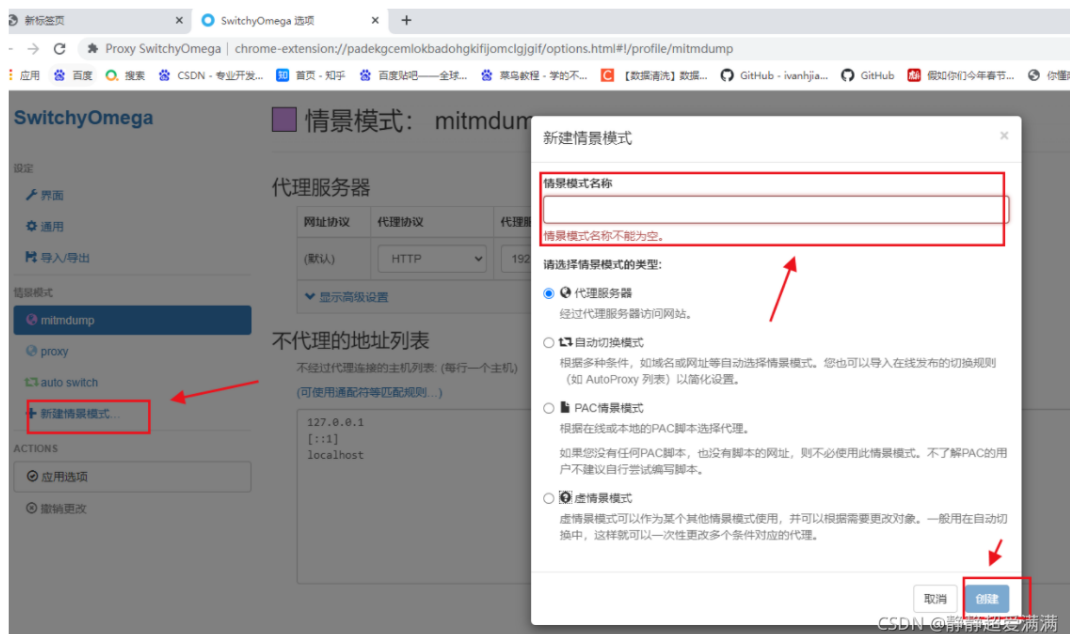 新标签页
SwitchyOmega 选项
Proxy SwitchyOmega | chrome-extension://padekgcemlokbadohgkifijomclgjgif/options.html#!/profile/mitmdump
应用 百度 搜索 CSDN - 专业开发... 知 首页 - 知乎 百度贴吧——全球... 菜鸟教程 - 学的不... C 【数据清洗】数据... GitHub - ivanhjia... GitHub 假如你们今年春节... 你懂
SwitchyOmega
设定
界面
通用
导入/导出
情景模式
mitmdump
proxy
auto switch
新建情景模式...
ACTIONS
应用选项
撤销更改
情景模式： mitmdum
代理服务器
网址协议 代理协议 代理服
(默认) HTTP 192
显示高级设置
不代理的地址列表
不经过代理连接的主机列表: (每行一个主机)
(可使用通配符等匹配规则...)
127.0.0.1
[::1]
localhost
新建情景模式
情景模式名称
情景模式名称不能为空。
请选择情景模式的类型:
代理服务器
经过代理服务器访问网站。
自动切换模式
根据多种条件，如域名或网址等自动选择情景模式。您也可以导入在线发布的切换规则
（如 AutoProxy 列表）以简化设置。
PAC情景模式
根据在线或本地的PAC脚本选择代理。
如果您没有任何PAC脚本，也没有脚本的网址，则不必使用此情景模式。不了解PAC的用
户不建议自行尝试编写脚本。
虚情景模式
虚情景模式可以作为某个其他情景模式使用，并可以根据需要更改对象。一般用在自动切
换中，这样就可以一次性更改多个条件对应的代理。
取消
创建
CSDN @静静超爱满满